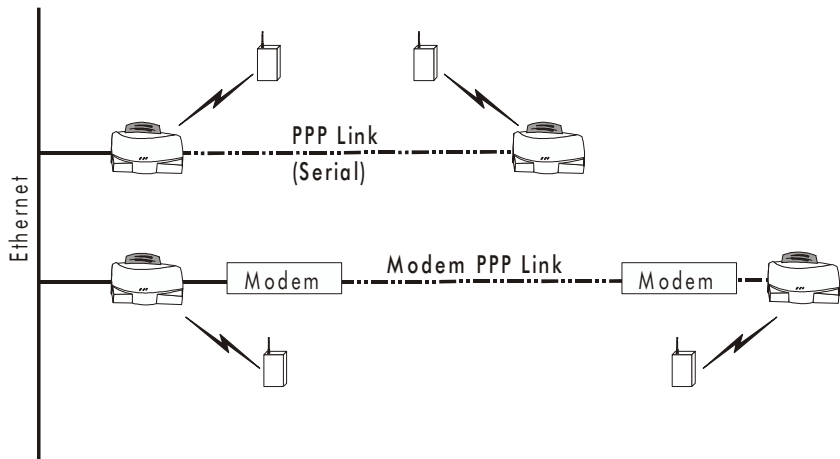 PPP Link
(Serial)
Ethernet
Modem
Modem PPP Link
Modem